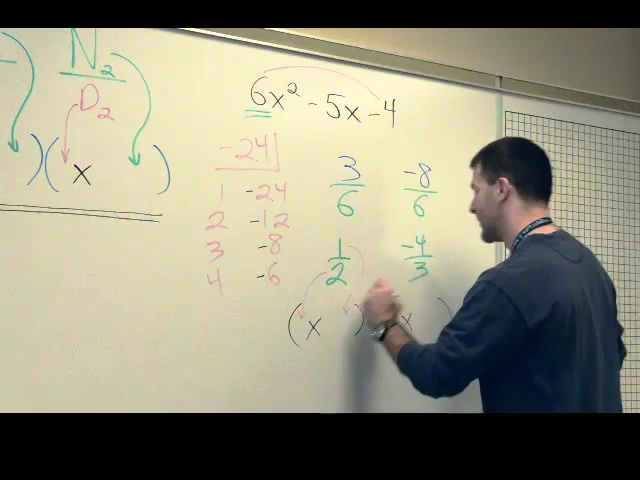 N₂
D₂
)(x )
6x² - 5x - 4
-24
1 -24
2 -12
3 -8
4 -6
3/6 -8/6
1/2 -4/3
(x ) x )